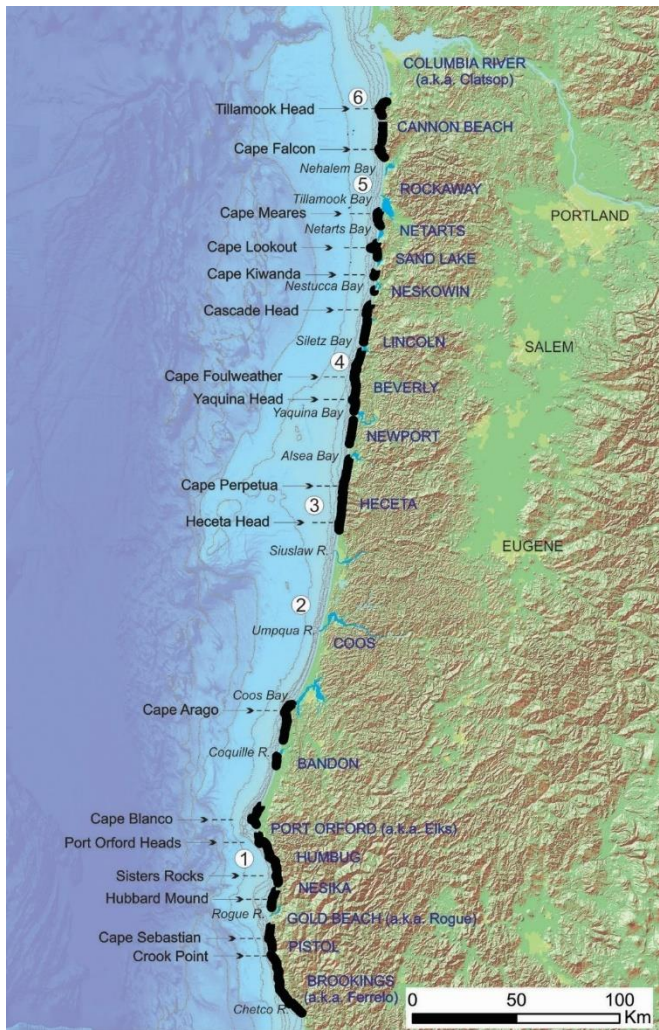 COLUMBIA RIVER
(a.k.a. Clatsop)
6
Tillamook Head
CANNON BEACH
Cape Falcon
Nehalem Bay
5
ROCKAWAY
Tillamook Bay
Cape Meares
PORTLAND
Netarts Bay
NETARTS
Cape Lookout
SAND LAKE
Cape Kiwanda
Nestucca Bay
NESKOWIN
Cascade Head
Siletz Bay
LINCOLN
SALEM
4
Cape Foulweather
BEVERLY
Yaquina Head
Yaquina Bay
NEWPORT
Alsea Bay
Cape Perpetua
3
HECETA
Heceta Head
EUGENE
Siuslaw R.
2
Umpqua R.
COOS
Coos Bay
Cape Arago
Coquille R.
BANDON
Cape Blanco
PORT ORFORD (a.k.a. Elks)
Port Orford Heads
1
HUMBUG
Sisters Rocks
NESIKA
Hubbard Mound
Rogue R.
GOLD BEACH (a.k.a. Rogue)
Cape Sebastian
PISTOL
Crook Point
BROOKINGS
(a.k.a. Ferrelo)
Chetco R.
0 50 100
Km